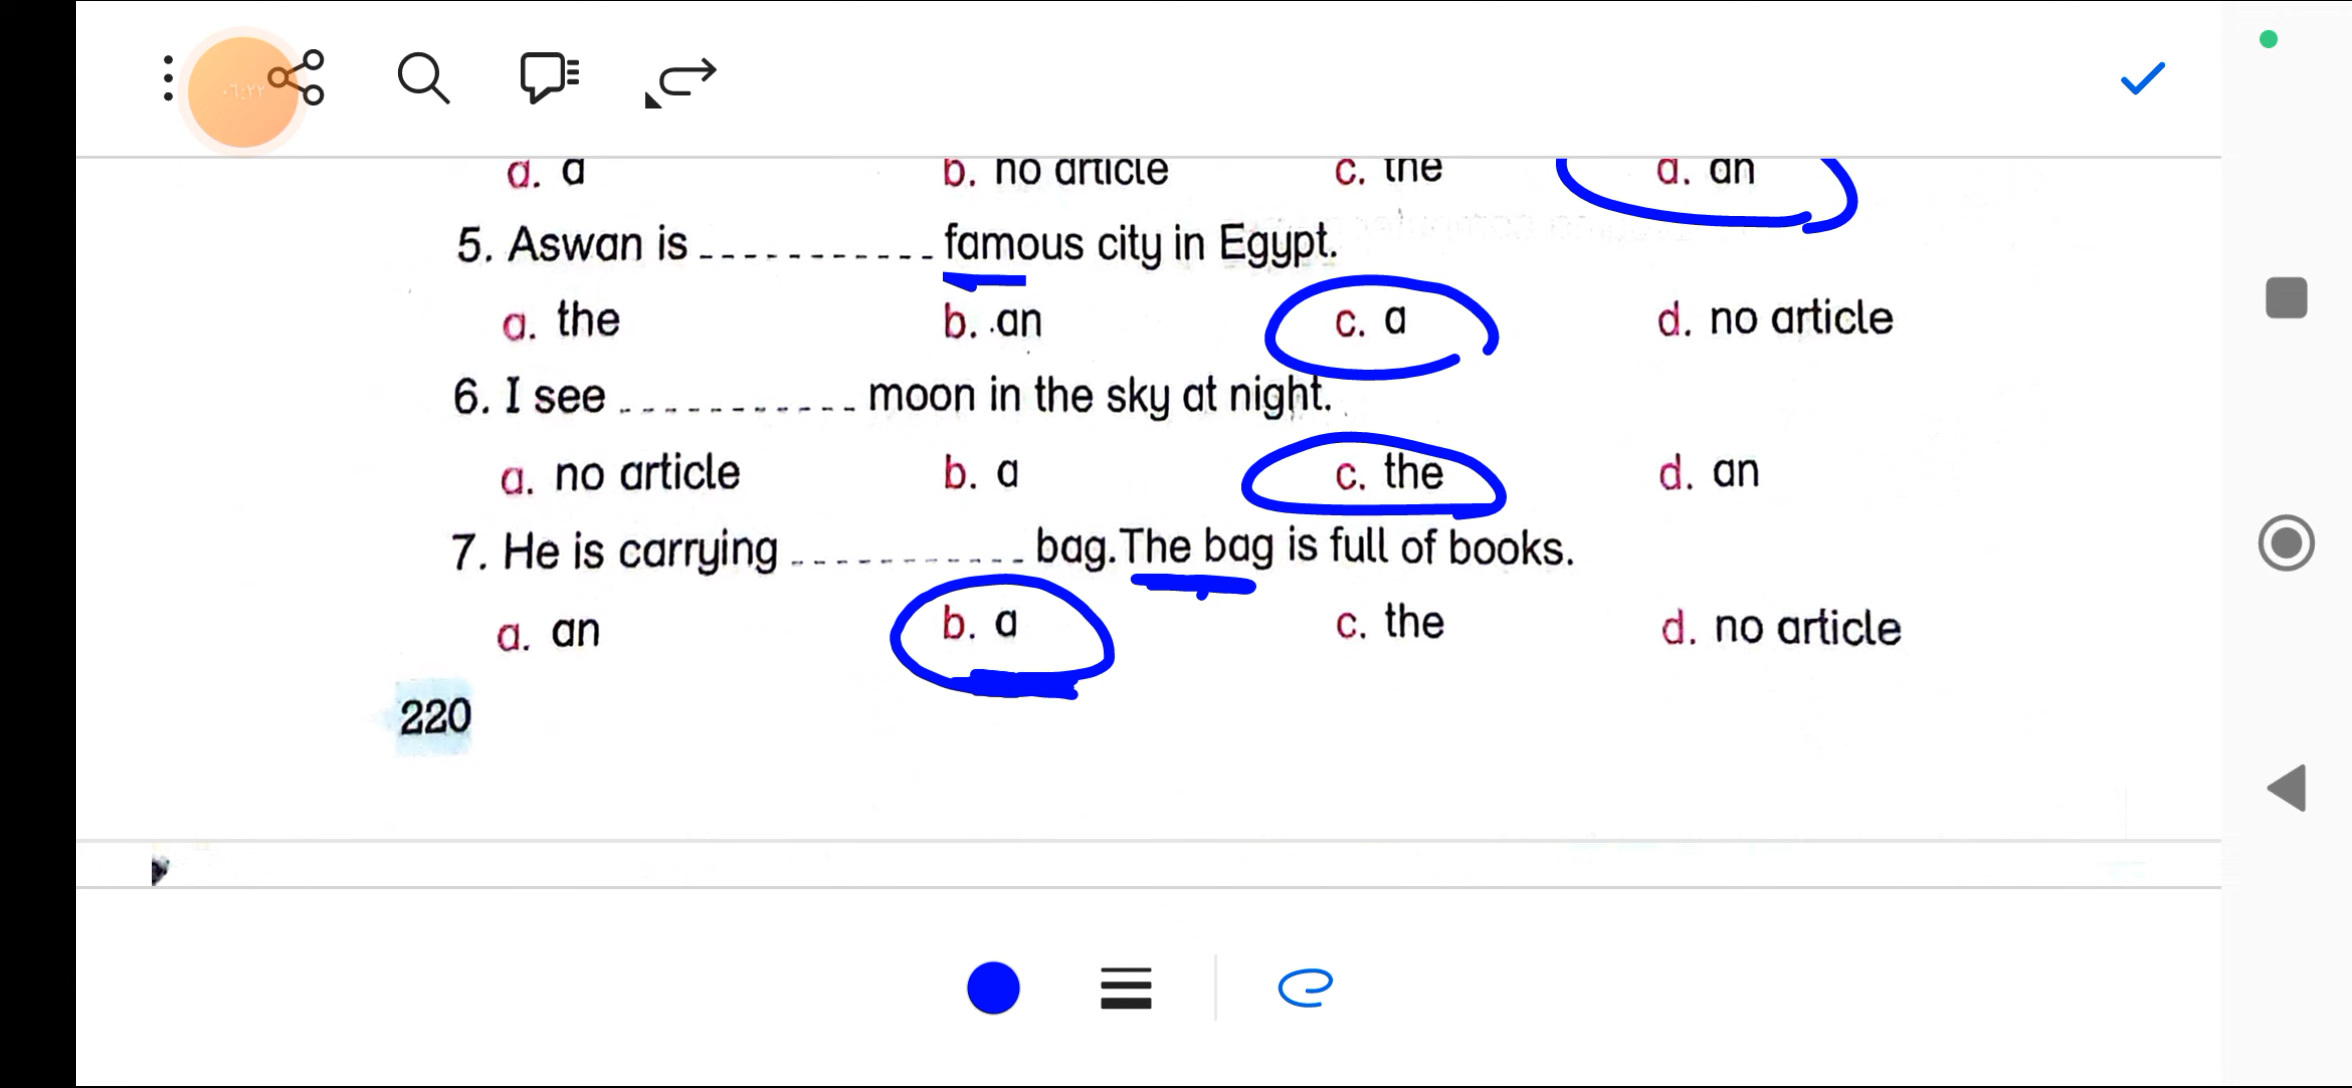 a. a b. no article c. the d. an
5. Aswan is ----------- famous city in Egypt.
a. the b. an c. a d. no article
6. I see ----------- moon in the sky at night.
a. no article b. a c. the d. an
7. He is carrying ----------- bag.The bag is full of books.
a. an b. a c. the d. no article
220